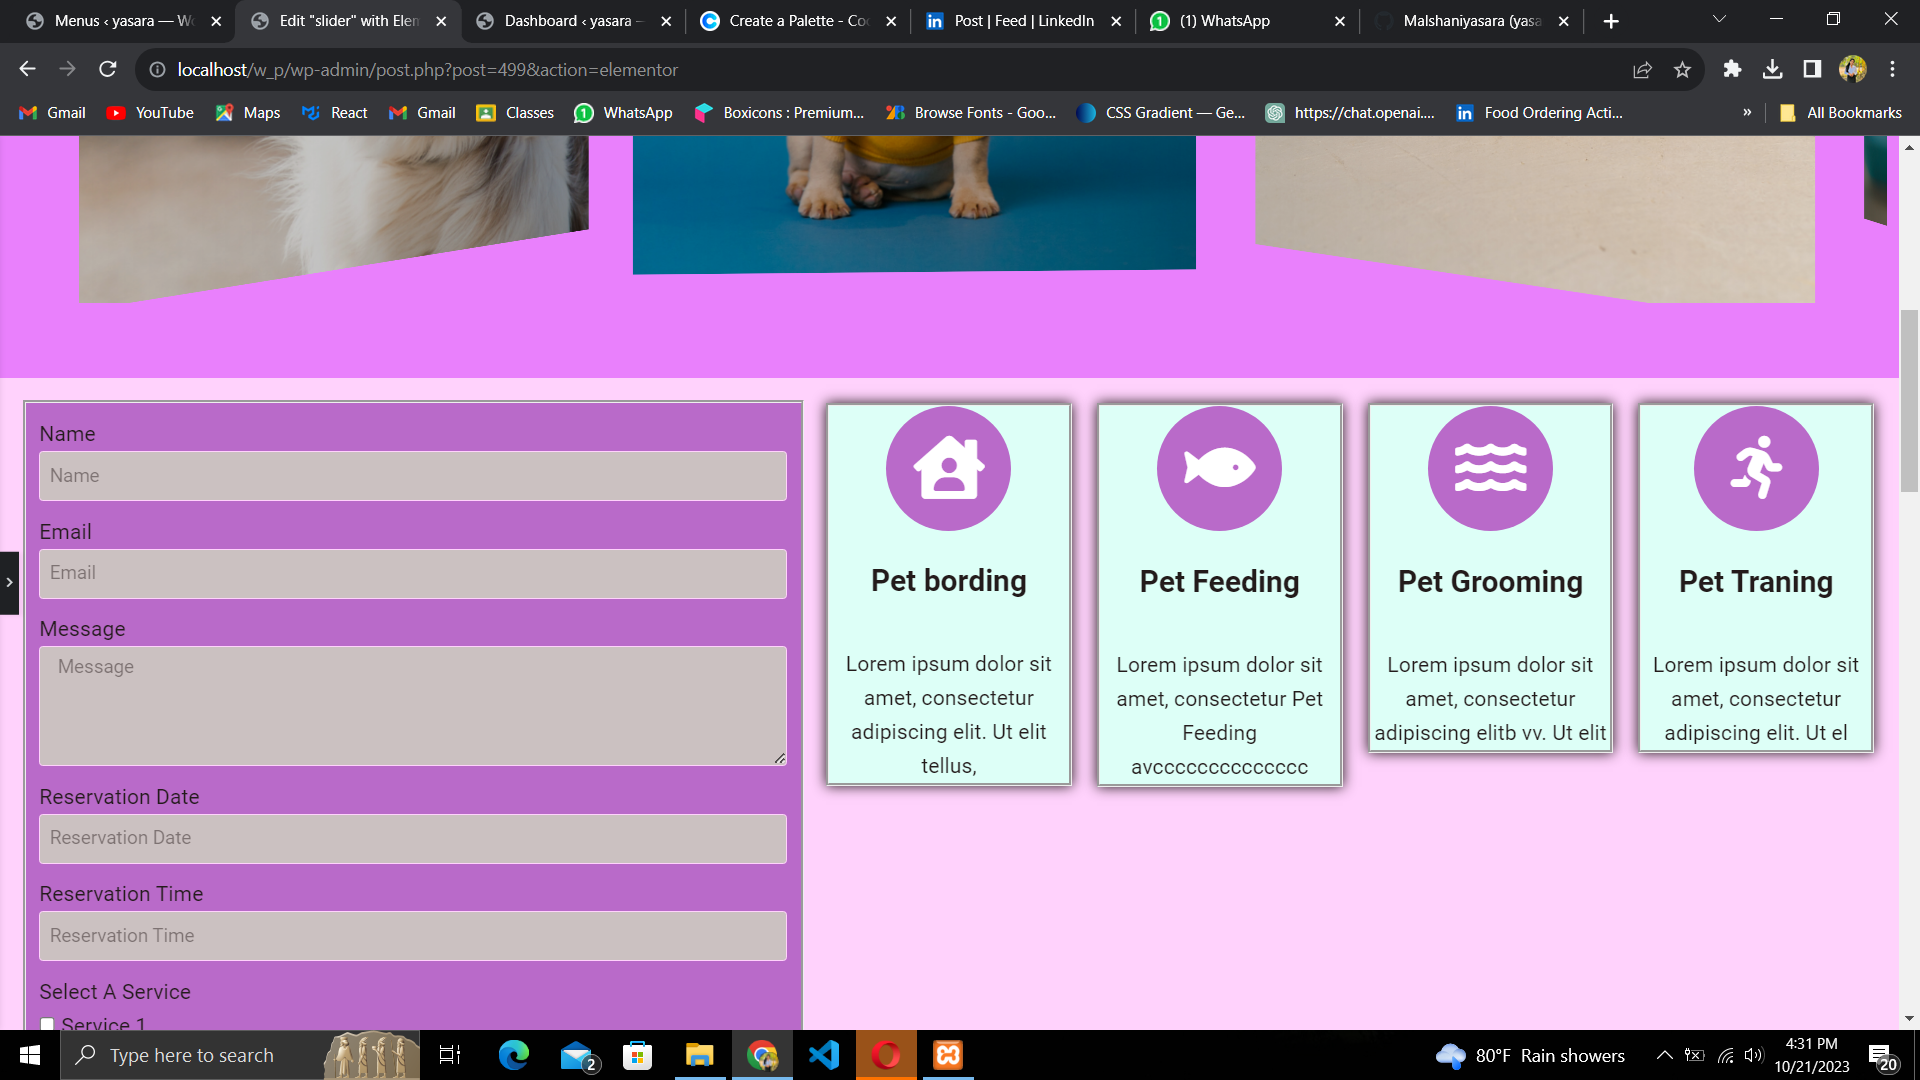 Menus ‹ yasara — Wo
Edit "slider" with Elem
Dashboard ‹ yasara —
Create a Palette - Coo
Post | Feed | LinkedIn
(1) WhatsApp
Malshaniyasara (yasa
localhost/w_p/wp-admin/post.php?post=499&action=elementor
Gmail
YouTube
Maps
React
Gmail
Classes
WhatsApp
Boxicons : Premium...
Browse Fonts - Goo...
CSS Gradient — Ge...
https://chat.openai....
Food Ordering Acti...
»
All Bookmarks
Name
Name
Email
Email
Message
Message
Reservation Date
Reservation Date
Reservation Time
Reservation Time
Select A Service
Service 1
Pet bording
Lorem ipsum dolor sit
amet, consectetur
adipiscing elit. Ut elit
tellus,
Pet Feeding
Lorem ipsum dolor sit
amet, consectetur Pet
Feeding
avcccccccccccccc
Pet Grooming
Lorem ipsum dolor sit
amet, consectetur
adipiscing elitb vv. Ut elit
Pet Traning
Lorem ipsum dolor sit
amet, consectetur
adipiscing elit. Ut el
Type here to search
2
80°F Rain showers
4:31 PM
10/21/2023
20